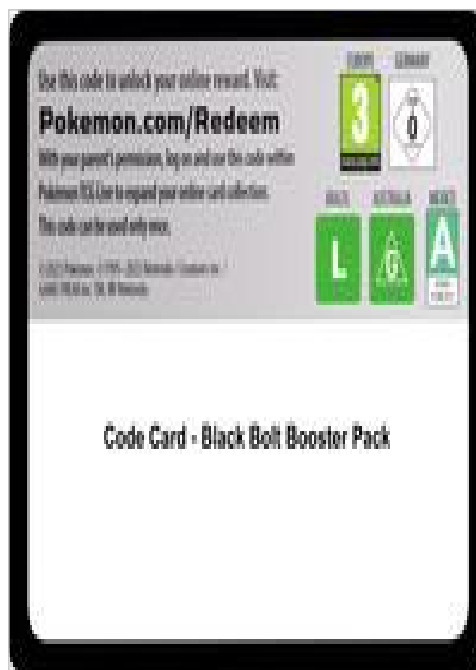 Use this code to unlock your online reward. Visit:
Pokemon.com/Redeem
With your parent's permission, log on and use this code within
Pokémon TCG Live to expand your online card collection.
This code can be used only once.
EUROPE GERMANY
3
0
BRAZIL AUSTRALIA MEXICO
L
G
A
Code Card - Black Bolt Booster Pack